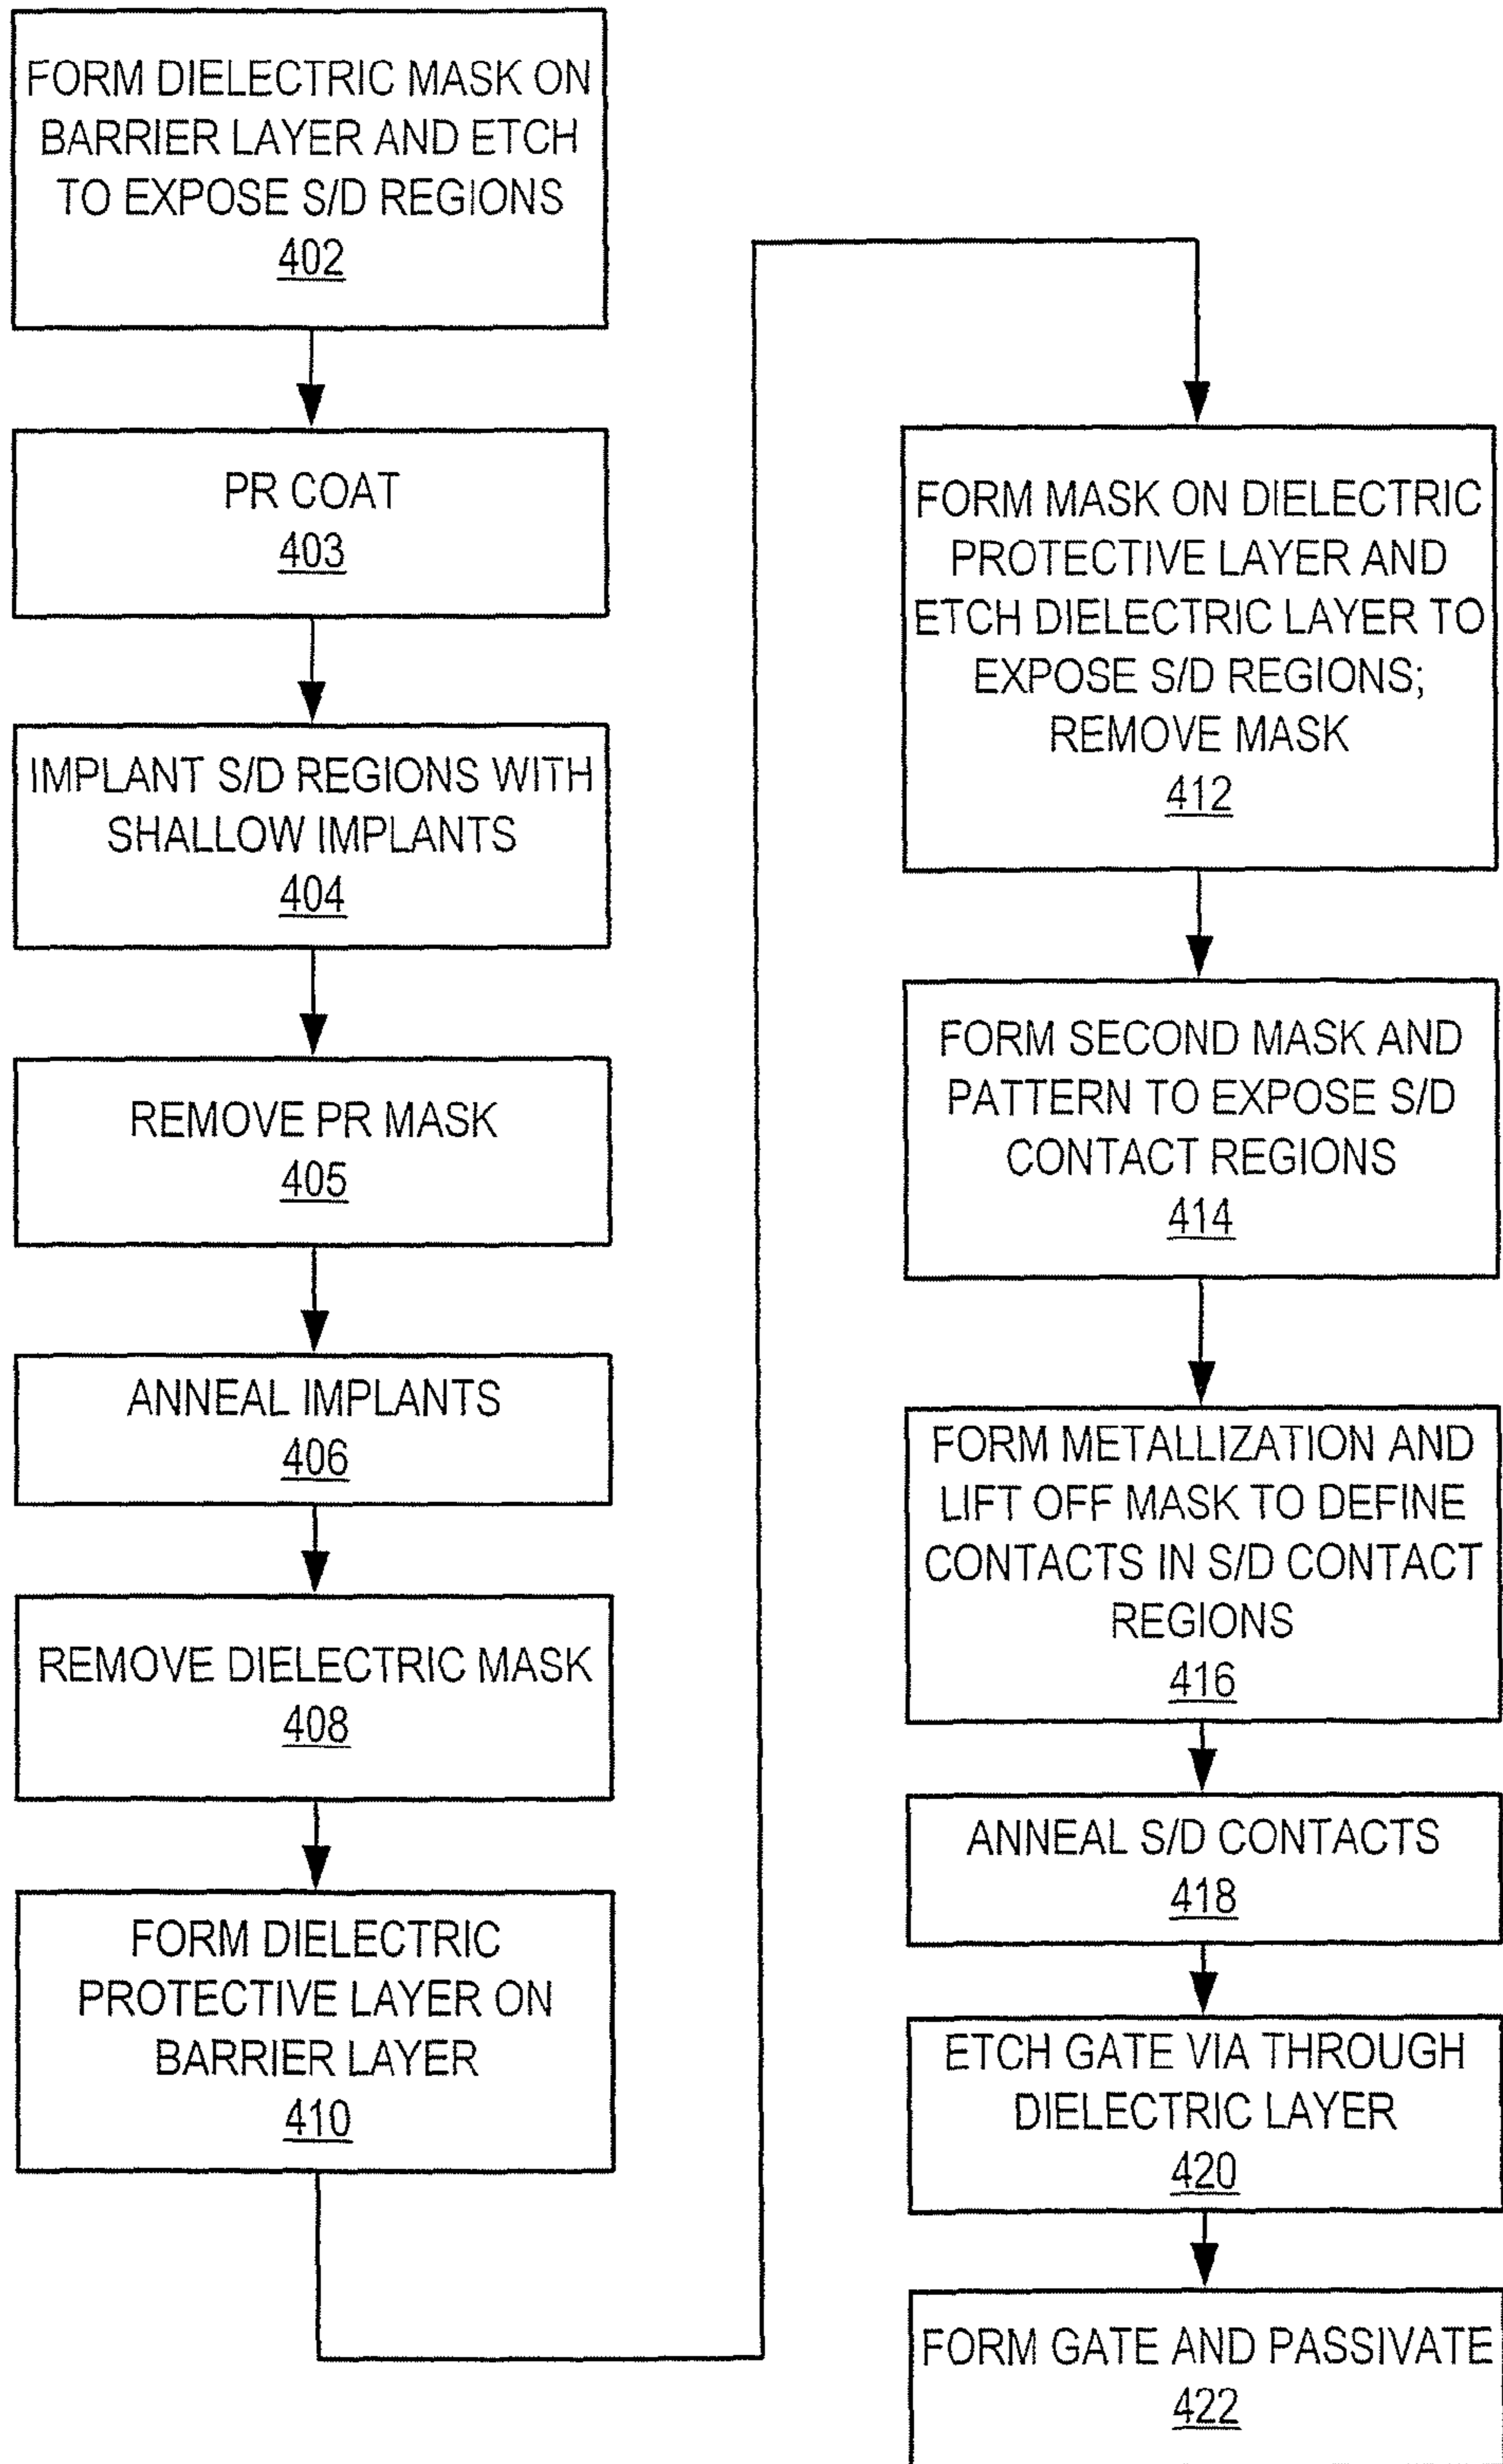 FORM DIELECTRIC MASK ON
BARRIER LAYER AND ETCH
TO EXPOSE S/D REGIONS
402
PR COAT
403
IMPLANT S/D REGIONS WITH
SHALLOW IMPLANTS
404
REMOVE PR MASK
405
ANNEAL IMPLANTS
406
REMOVE DIELECTRIC MASK
408
FORM DIELECTRIC
PROTECTIVE LAYER ON
BARRIER LAYER
410
FORM MASK ON DIELECTRIC
PROTECTIVE LAYER AND
ETCH DIELECTRIC LAYER TO
EXPOSE S/D REGIONS;
REMOVE MASK
412
FORM SECOND MASK AND
PATTERN TO EXPOSE S/D
CONTACT REGIONS
414
FORM METALLIZATION AND
LIFT OFF MASK TO DEFINE
CONTACTS IN S/D CONTACT
REGIONS
416
ANNEAL S/D CONTACTS
418
ETCH GATE VIA THROUGH
DIELECTRIC LAYER
420
FORM GATE AND PASSIVATE
422